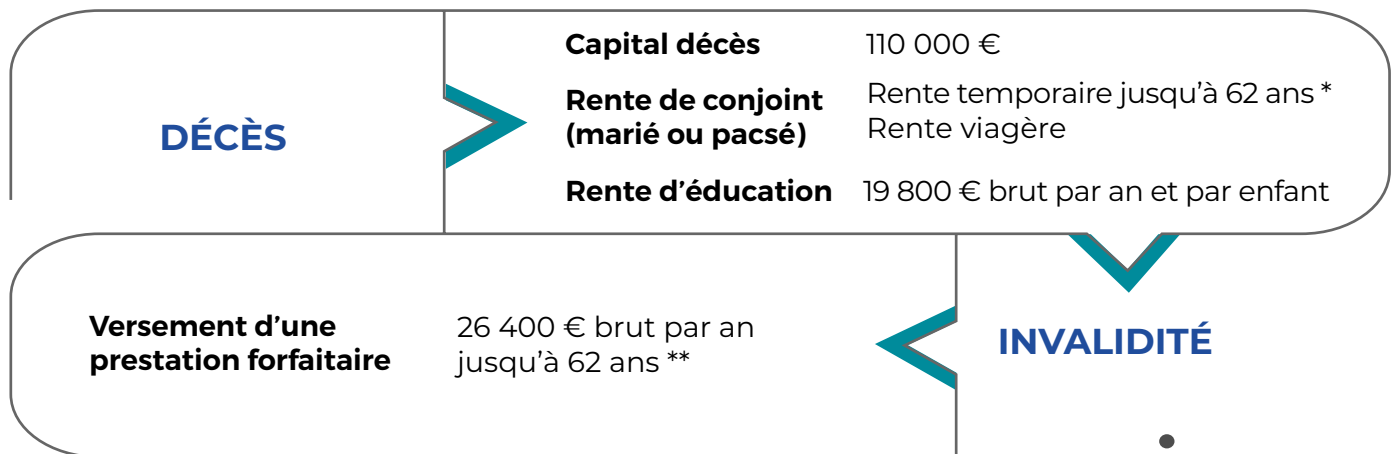 DÉCÈS
Capital décès 110 000 €
Rente de conjoint
(marié ou pacsé)
Rente temporaire jusqu’à 62 ans *
Rente viagère
Rente d’éducation 19 800 € brut par an et par enfant
Versement d’une
prestation forfaitaire
26 400 € brut par an
jusqu’à 62 ans **
INVALIDITÉ